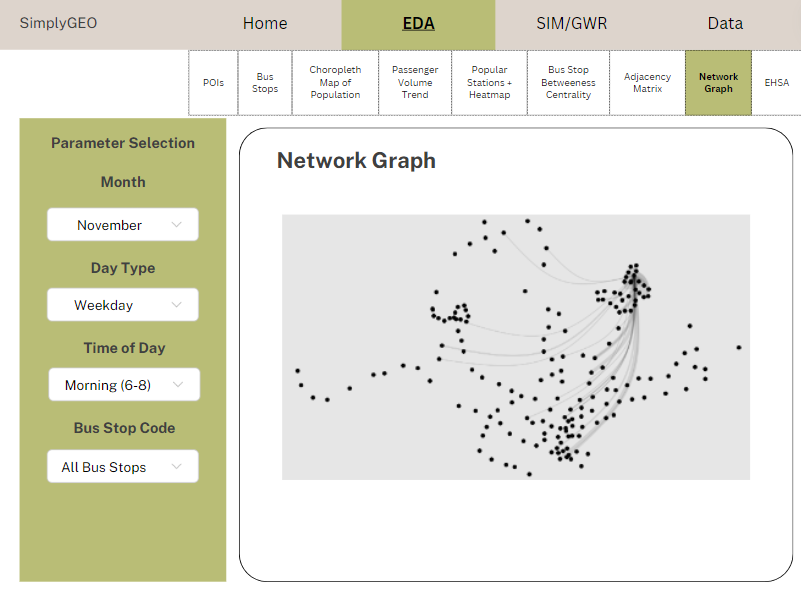 SimplyGEO
Home
EDA
SIM/GWR
Data
POIs
Bus
Stops
Choropleth
Map of
Population
Passenger
Volume
Trend
Popular
Stations +
Heatmap
Bus Stop
Betweeness
Centrality
Adjacency
Matrix
Network
Graph
EHSA
Parameter Selection
Month
November
Day Type
Weekday
Time of Day
Morning (6-8)
Bus Stop Code
All Bus Stops
Network Graph